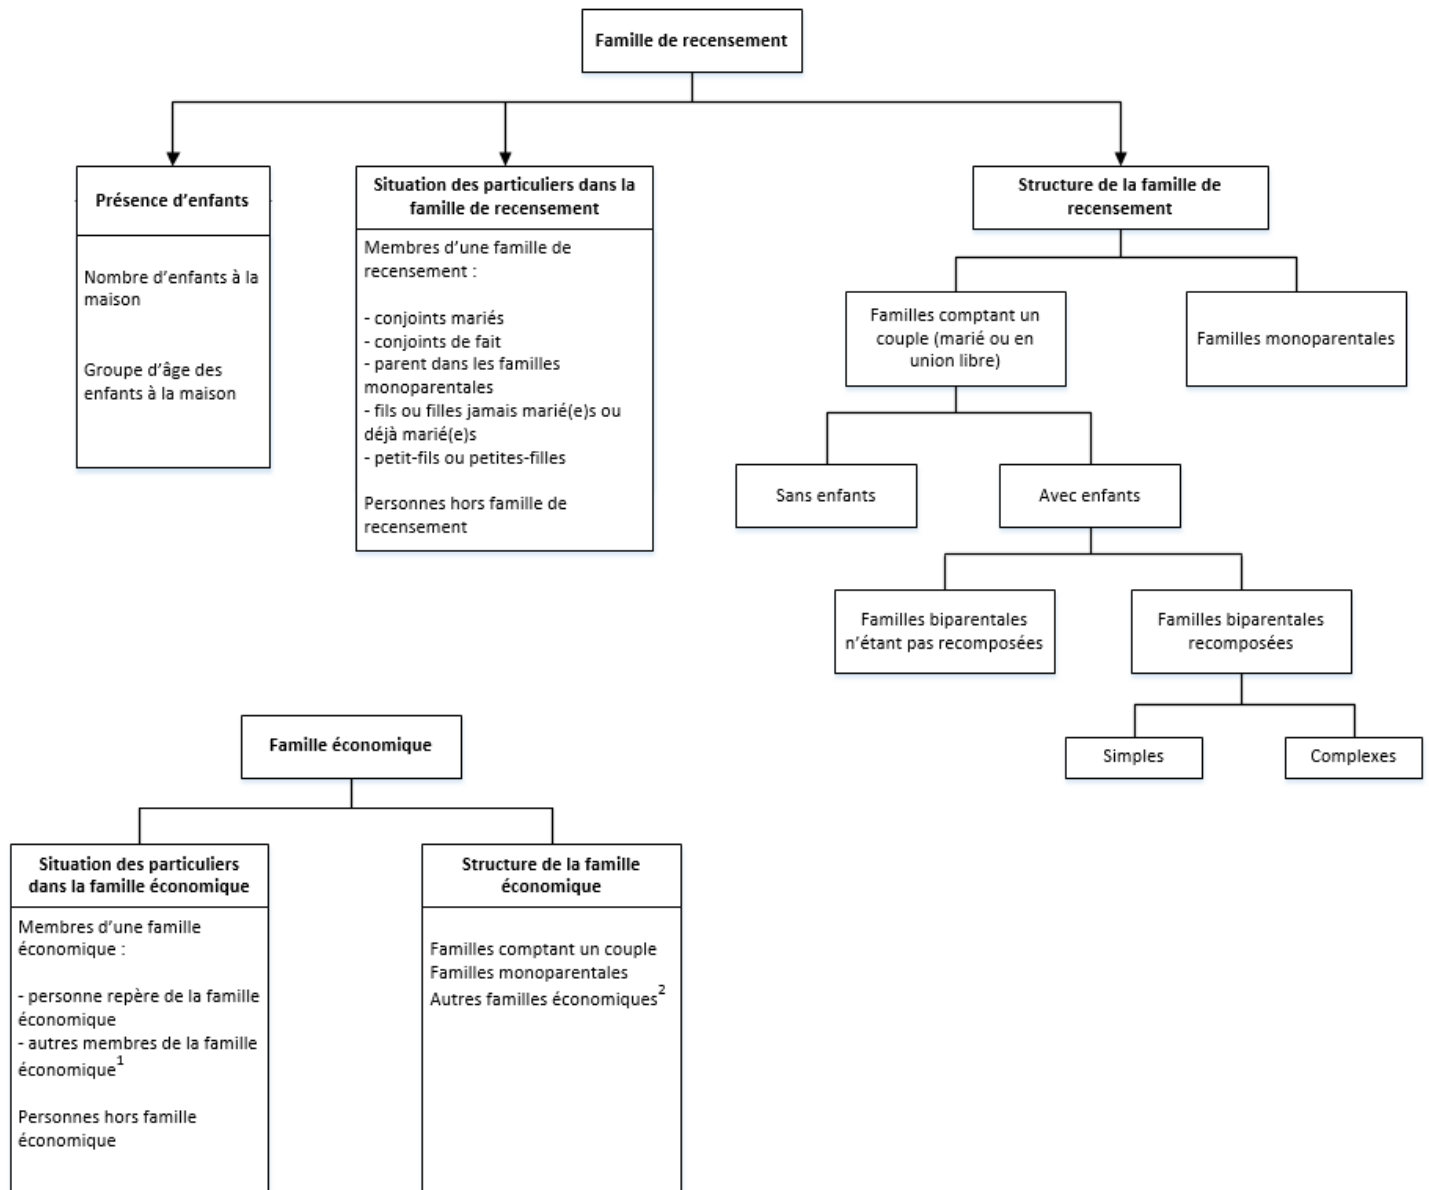 Famille de recensement
Présence d’enfants
Nombre d’enfants à la
maison
Groupe d’âge des
enfants à la maison
Situation des particuliers dans la
famille de recensement
Membres d’une famille de
recensement :
- conjoints mariés
- conjoints de fait
- parent dans les familles
monoparentales
- fils ou filles jamais marié(e)s ou
déjà marié(e)s
- petit-fils ou petites-filles
Personnes hors famille de
recensement
Structure de la famille de
recensement
Familles comptant un
couple (marié ou en
union libre)
Familles monoparentales
Sans enfants
Avec enfants
Familles biparentales
n’étant pas recomposées
Familles biparentales
recomposées
Simples
Complexes
Famille économique
Situation des particuliers
dans la famille économique
Membres d’une famille
économique :
- personne repère de la famille
économique
- autres membres de la famille
économique1
Personnes hors famille
économique
Structure de la famille
économique
Familles comptant un couple
Familles monoparentales
Autres familles économiques2